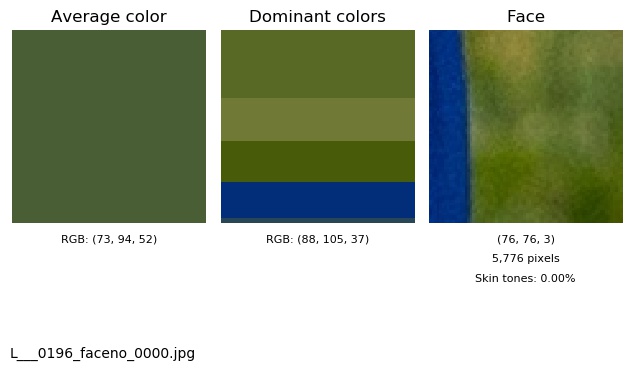 Average color
Dominant colors
Face
RGB: (73, 94, 52)
RGB: (88, 105, 37)
(76, 76, 3)
5,776 pixels
Skin tones: 0.00%
L___0196_faceno_0000.jpg